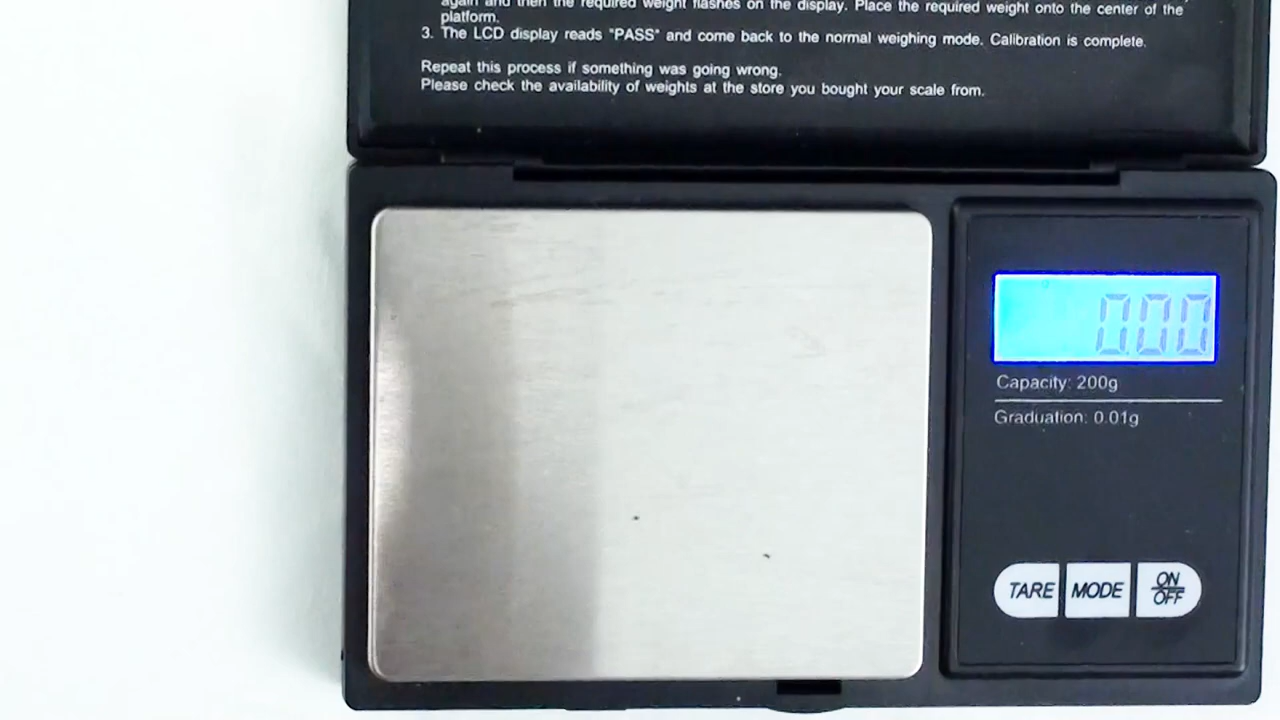 again and then the required weight flashes on the display. Place the required weight onto the center of the
platform.
3. The LCD display reads "PASS" and come back to the normal weighing mode. Calibration is complete.
Repeat this process if something was going wrong.
Please check the availability of weights at the store you bought your scale from.
0.00
Capacity: 200g
Graduation: 0.01g
TARE MODE ON/OFF